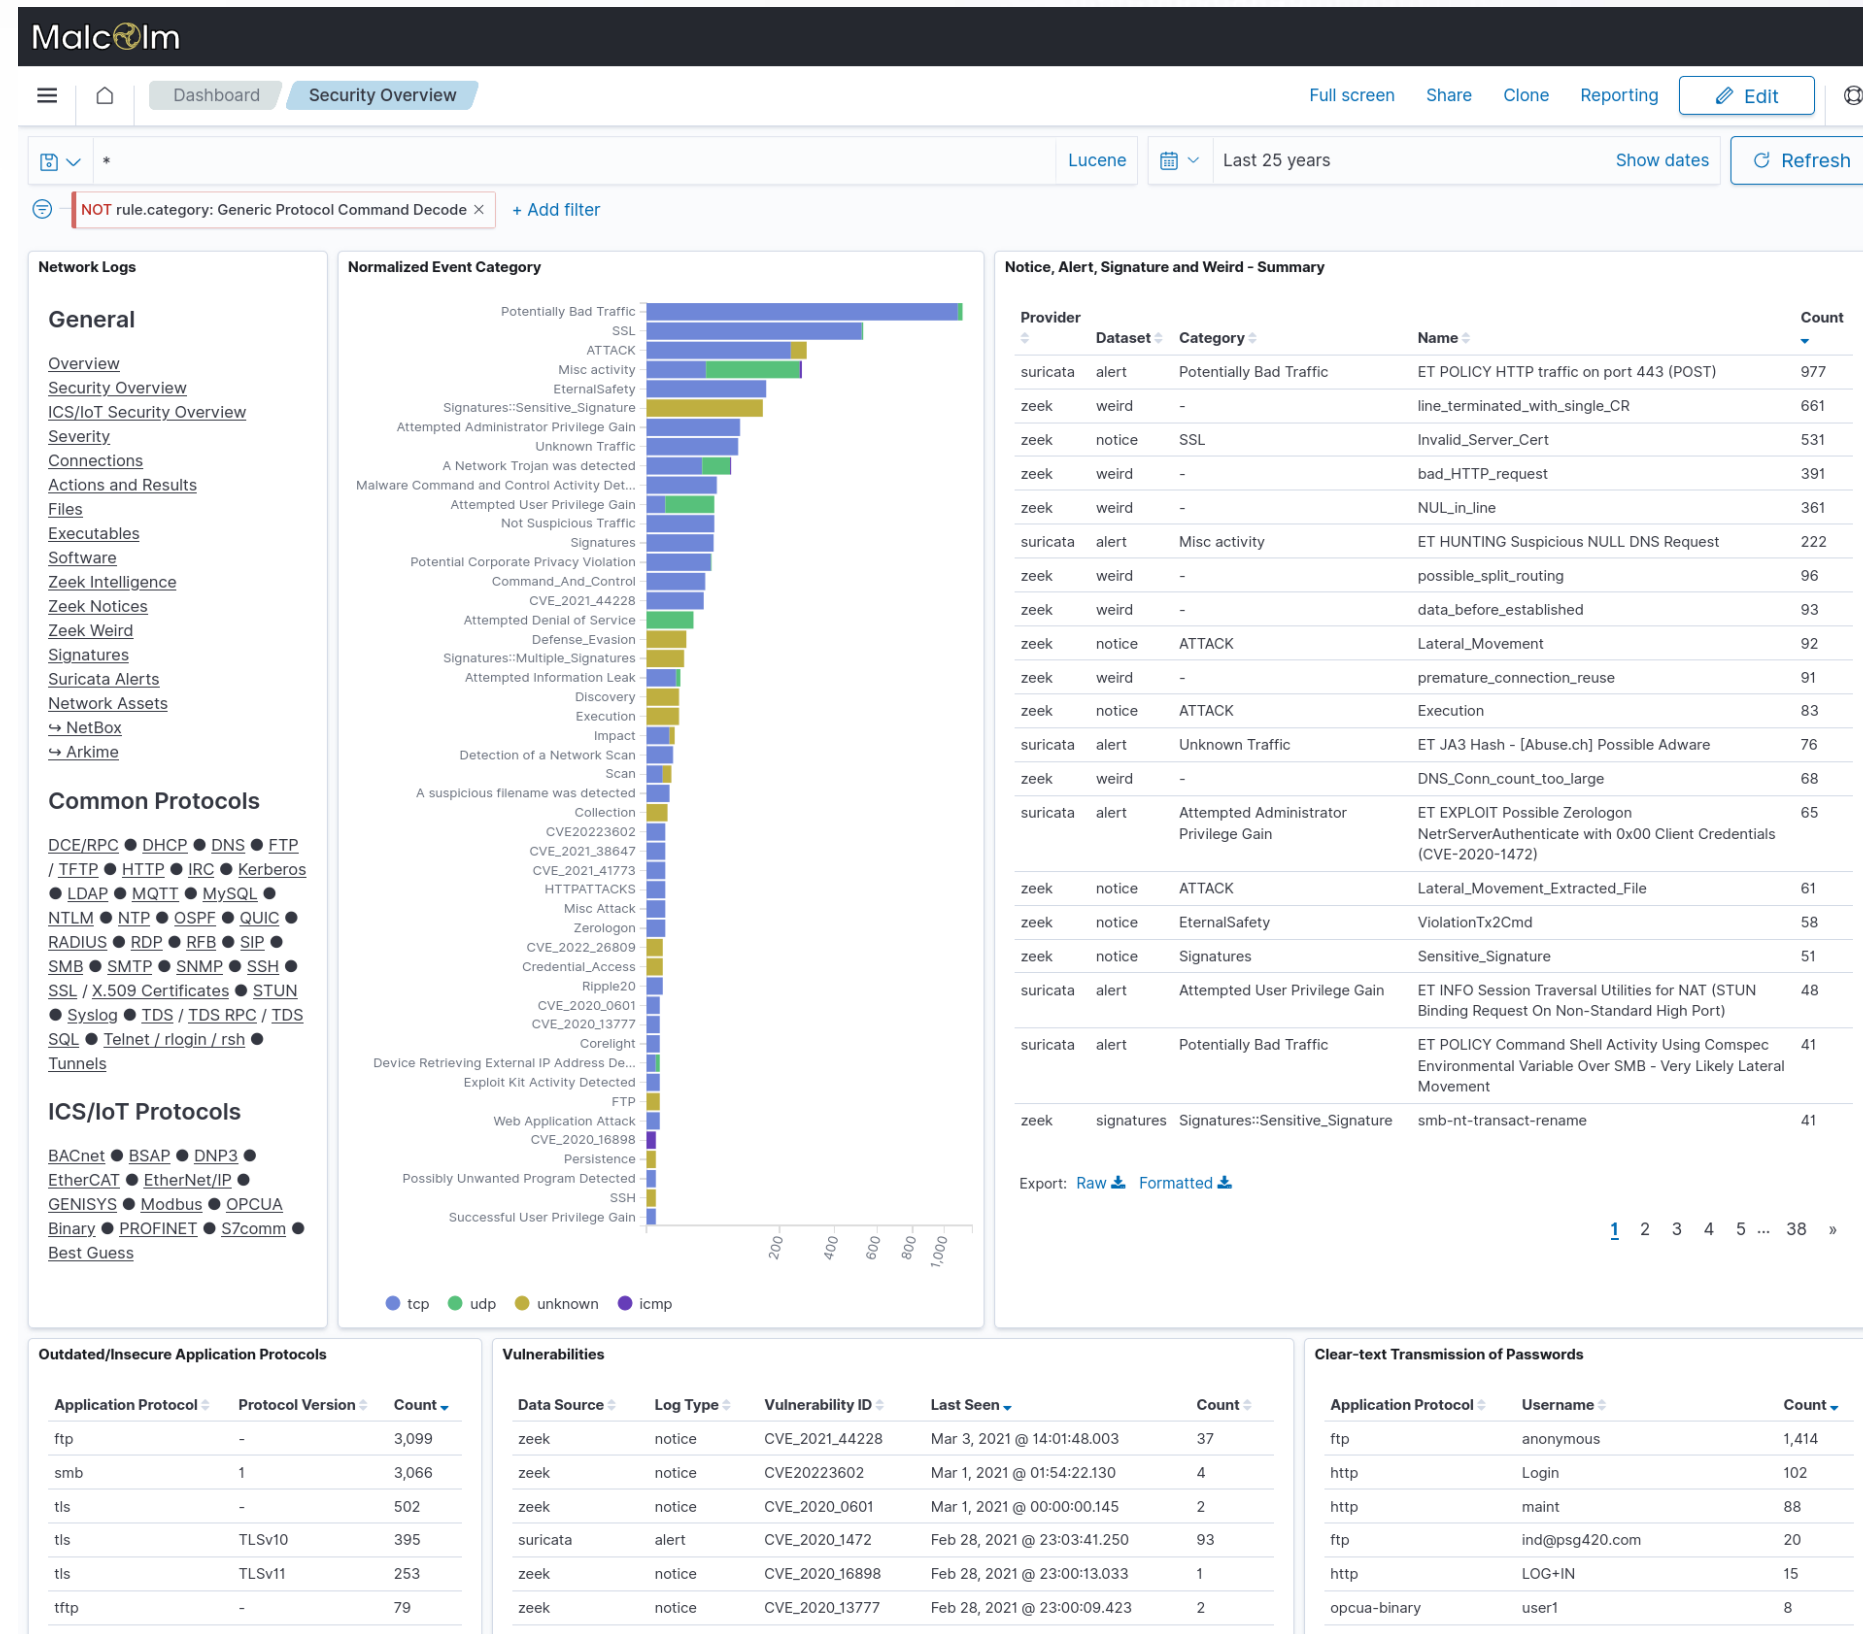 Malcolm
Dashboard
Security Overview
Full screen
Share
Clone
Reporting
Edit
*
Lucene
Last 25 years
Show dates
Refresh
NOT rule.category: Generic Protocol Command Decode ×
+ Add filter
Network Logs
General
Overview
Security Overview
ICS/IoT Security Overview
Severity
Connections
Actions and Results
Files
Executables
Software
Zeek Intelligence
Zeek Notices
Zeek Weird
Signatures
Suricata Alerts
Network Assets
↪ NetBox
↪ Arkime
Common Protocols
DCE/RPC ● DHCP ● DNS ● FTP
/ TFTP ● HTTP ● IRC ● Kerberos
● LDAP ● MQTT ● MySQL ●
NTLM ● NTP ● OSPF ● QUIC ●
RADIUS ● RDP ● RFB ● SIP ●
SMB ● SMTP ● SNMP ● SSH ●
SSL / X.509 Certificates ● STUN
● Syslog ● TDS / TDS RPC / TDS
SQL ● Telnet / rlogin / rsh ●
Tunnels
ICS/IoT Protocols
BACnet ● BSAP ● DNP3 ●
EtherCAT ● EtherNet/IP ●
GENISYS ● Modbus ● OPCUA
Binary ● PROFINET ● S7comm ●
Best Guess
Normalized Event Category
Potentially Bad Traffic
SSL
ATTACK
Misc activity
EternalSafety
Signatures::Sensitive_Signature
Attempted Administrator Privilege Gain
Unknown Traffic
A Network Trojan was detected
Malware Command and Control Activity Det...
Attempted User Privilege Gain
Not Suspicious Traffic
Signatures
Potential Corporate Privacy Violation
Command_And_Control
CVE_2021_44228
Attempted Denial of Service
Defense_Evasion
Signatures::Multiple_Signatures
Attempted Information Leak
Discovery
Execution
Impact
Detection of a Network Scan
Scan
A suspicious filename was detected
Collection
CVE20223602
CVE_2021_38647
CVE_2021_41773
HTTPATTACKS
Misc Attack
Zerologon
CVE_2022_26809
Credential_Access
Ripple20
CVE_2020_0601
CVE_2020_13777
Corelight
Device Retrieving External IP Address De...
Exploit Kit Activity Detected
FTP
Web Application Attack
CVE_2020_16898
Persistence
Possibly Unwanted Program Detected
SSH
Successful User Privilege Gain
200 400 600 800 1,000
tcp udp unknown icmp
Notice, Alert, Signature and Weird - Summary
Provider Dataset Category Name Count
suricata alert Potentially Bad Traffic ET POLICY HTTP traffic on port 443 (POST) 977
zeek weird - line_terminated_with_single_CR 661
zeek notice SSL Invalid_Server_Cert 531
zeek weird - bad_HTTP_request 391
zeek weird - NUL_in_line 361
suricata alert Misc activity ET HUNTING Suspicious NULL DNS Request 222
zeek weird - possible_split_routing 96
zeek weird - data_before_established 93
zeek notice ATTACK Lateral_Movement 92
zeek weird - premature_connection_reuse 91
zeek notice ATTACK Execution 83
suricata alert Unknown Traffic ET JA3 Hash - [Abuse.ch] Possible Adware 76
zeek weird - DNS_Conn_count_too_large 68
suricata alert Attempted Administrator ET EXPLOIT Possible Zerologon 65
Privilege Gain NetrServerAuthenticate with 0x00 Client Credentials
(CVE-2020-1472)
zeek notice ATTACK Lateral_Movement_Extracted_File 61
zeek notice EternalSafety ViolationTx2Cmd 58
zeek notice Signatures Sensitive_Signature 51
suricata alert Attempted User Privilege Gain ET INFO Session Traversal Utilities for NAT (STUN 48
Binding Request On Non-Standard High Port)
suricata alert Potentially Bad Traffic ET POLICY Command Shell Activity Using Comspec 41
Environmental Variable Over SMB - Very Likely Lateral
Movement
zeek signatures Signatures::Sensitive_Signature smb-nt-transact-rename 41
Export: Raw Formatted
1 2 3 4 5 ... 38 »
Outdated/Insecure Application Protocols
Application Protocol Protocol Version Count
ftp - 3,099
smb 1 3,066
tls - 502
tls TLSv10 395
tls TLSv11 253
tftp - 79
Vulnerabilities
Data Source Log Type Vulnerability ID Last Seen Count
zeek notice CVE_2021_44228 Mar 3, 2021 @ 14:01:48.003 37
zeek notice CVE20223602 Mar 1, 2021 @ 01:54:22.130 4
zeek notice CVE_2020_0601 Mar 1, 2021 @ 00:00:00.145 2
suricata alert CVE_2020_1472 Feb 28, 2021 @ 23:03:41.250 93
zeek notice CVE_2020_16898 Feb 28, 2021 @ 23:00:13.033 1
zeek notice CVE_2020_13777 Feb 28, 2021 @ 23:00:09.423 2
Clear-text Transmission of Passwords
Application Protocol Username Count
ftp anonymous 1,414
http Login 102
http maint 88
ftp ind@psg420.com 20
http LOG+IN 15
opcua-binary user1 8